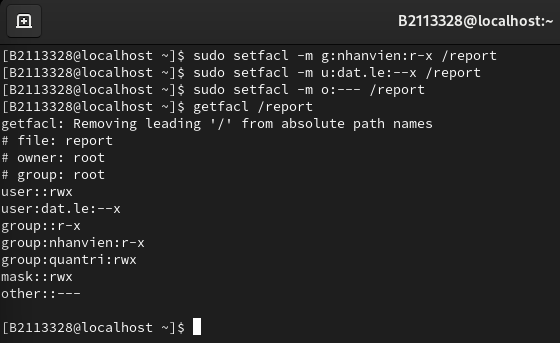 B2113328@localhost:~
[B2113328@localhost ~]$ sudo setfacl -m g:nhanvien:r-x /report
[B2113328@localhost ~]$ sudo setfacl -m u:dat.le:--x /report
[B2113328@localhost ~]$ sudo setfacl -m o:--- /report
[B2113328@localhost ~]$ getfacl /report
getfacl: Removing leading '/' from absolute path names
# file: report
# owner: root
# group: root
user::rwx
user:dat.le:--x
group::r-x
group:nhanvien:r-x
group:quantri:rwx
mask::rwx
other::---
[B2113328@localhost ~]$